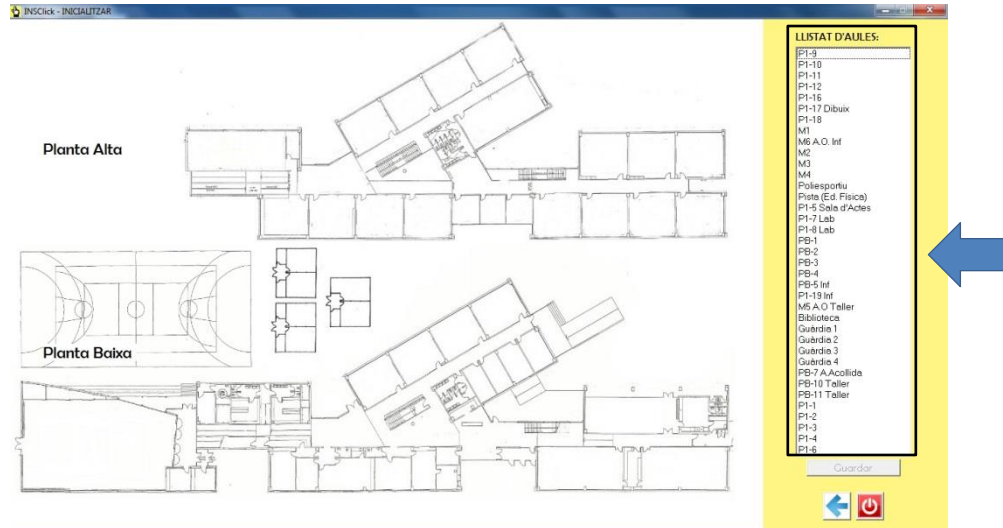 INSClick - INICIALITZAR
Planta Alta
Planta Baixa
LLISTAT D'AULES:
P1-9
P1-10
P1-11
P1-12
P1-16
P1-17 Dibuix
P1-18
M1
M6 A.O. Inf
M2
M3
M4
Poliesportiu
Pista (Ed. Física)
P1-5 Sala d'Actes
P1-7 Lab
P1-8 Lab
PB-1
PB-2
PB-3
PB-4
PB-5 Inf
P1-19 Inf
M5 A.O Taller
Biblioteca
Guàrdia 1
Guàrdia 2
Guàrdia 3
Guàrdia 4
PB-7 A.Acollida
PB-10 Taller
PB-11 Taller
P1-1
P1-2
P1-3
P1-4
P1-6
Guardar